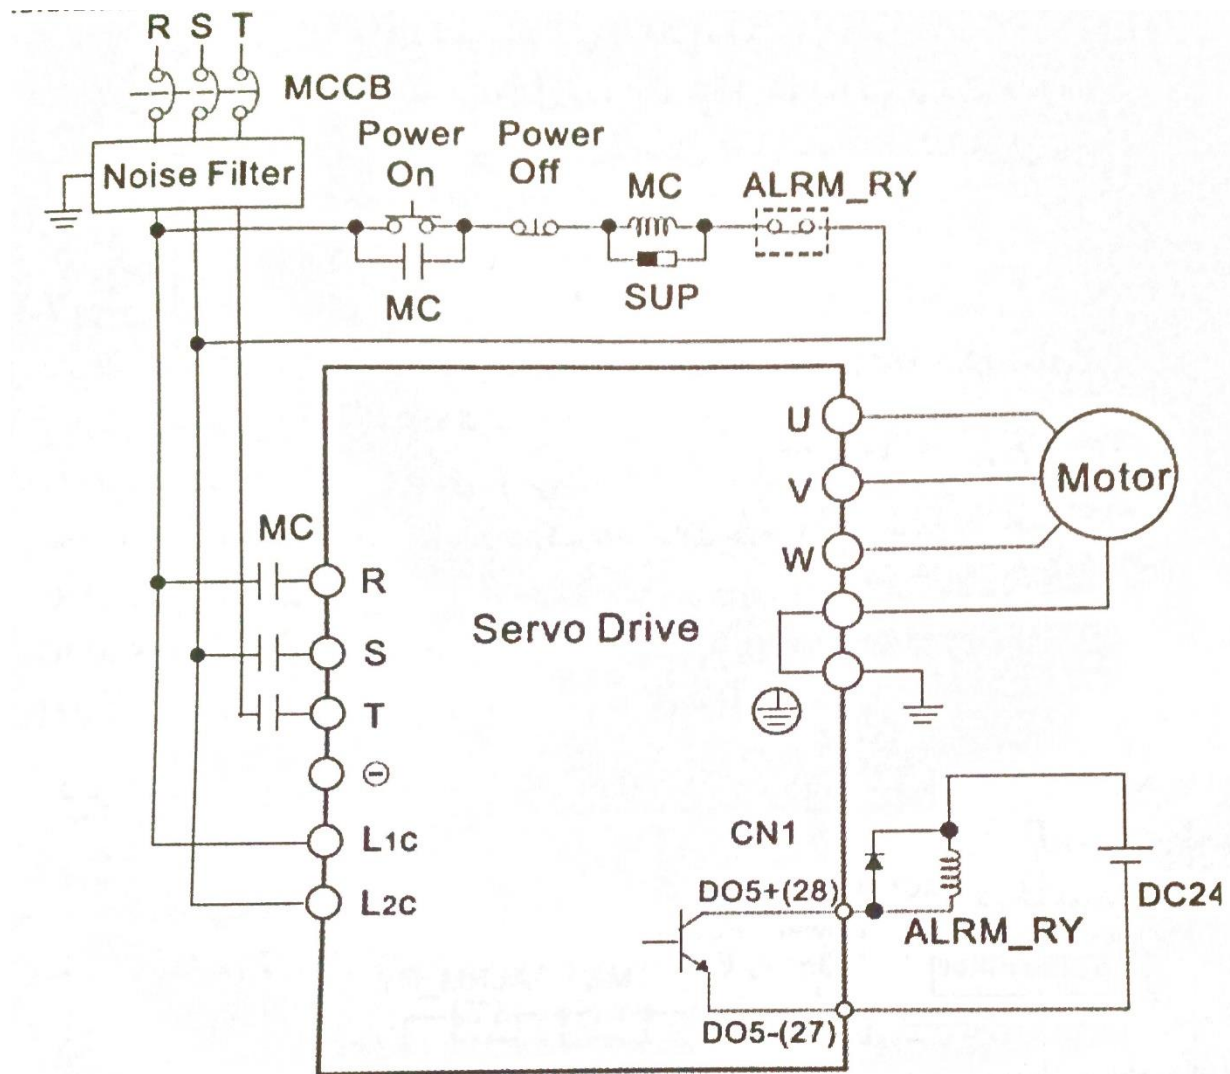 R S T
MCCB
Noise Filter
Power
On
Power
Off
MC
ALRM_RY
MC
SUP
MC
R
S
T
⊖
L1C
L2C
Servo Drive
U
V
W
Motor
CN1
DO5+(28)
DO5-(27)
ALRM_RY
DC24